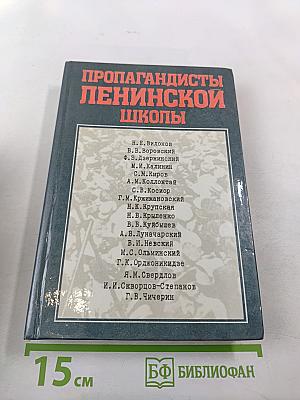 ПРОПАГАНДИСТЫ
ЛЕНИНСКОЙ
ШКОЛЫ
Н.Е.Видонов
В.В.Воровский
Ф.Э.Дзержинский
М.И.Калинин
С.М.Киров
А.М.Коллонтай
С.В.Косиор
Г.М.Кржижановский
Н.К.Крупская
Н.В.Крыленко
В.В.Куйбышев
А.В.Луначарский
В.И.Невский
М.С.Ольминский
Г.К.Орджоникидзе
Я.М.Свердлов
И.И.Скворцов-Степанов
Г.В.Чичерин
15 см
БФ БИБЛИОФАН